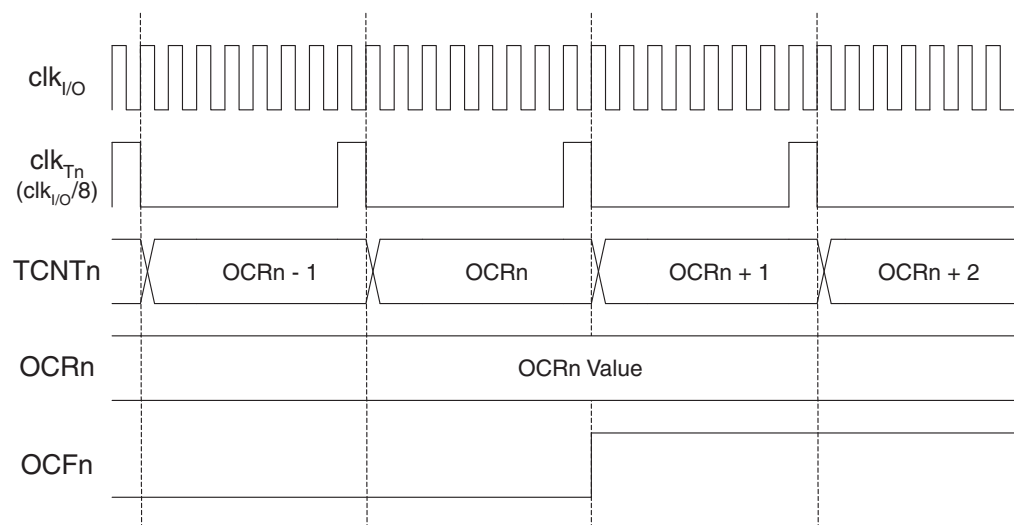 clkI/O
clkTn
(clkI/O/8)
TCNTn
OCRn - 1
OCRn
OCRn + 1
OCRn + 2
OCRn
OCRn Value
OCFn